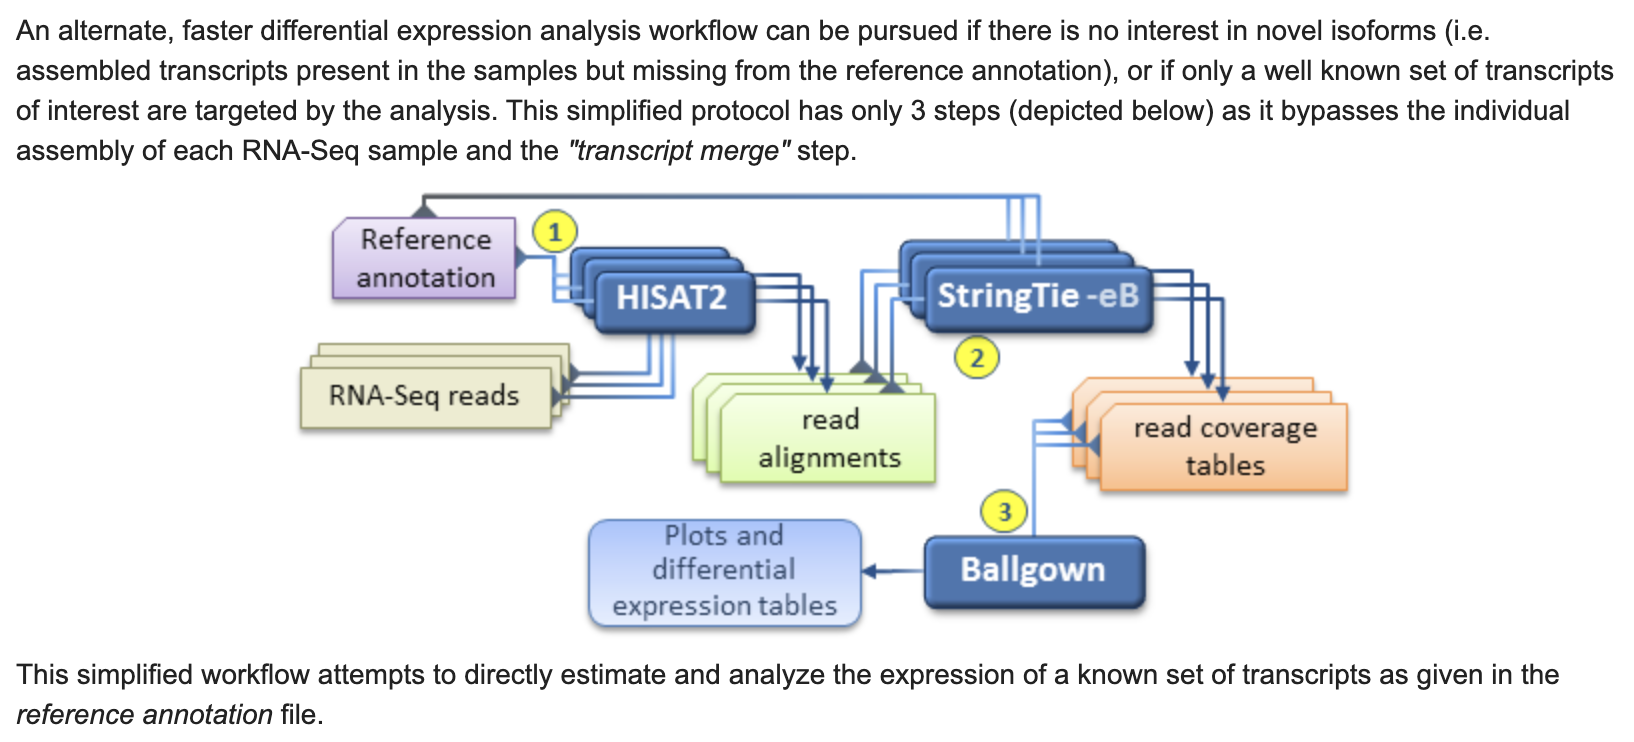 An alternate, faster differential expression analysis workflow can be pursued if there is no interest in novel isoforms (i.e.
assembled transcripts present in the samples but missing from the reference annotation), or if only a well known set of transcripts
of interest are targeted by the analysis. This simplified protocol has only 3 steps (depicted below) as it bypasses the individual
assembly of each RNA-Seq sample and the "transcript merge" step.
Reference
annotation
1
HISAT2
StringTie -eB
2
RNA-Seq reads
read
alignments
read coverage
tables
3
Plots and
differential
expression tables
Ballgown
This simplified workflow attempts to directly estimate and analyze the expression of a known set of transcripts as given in the
reference annotation file.